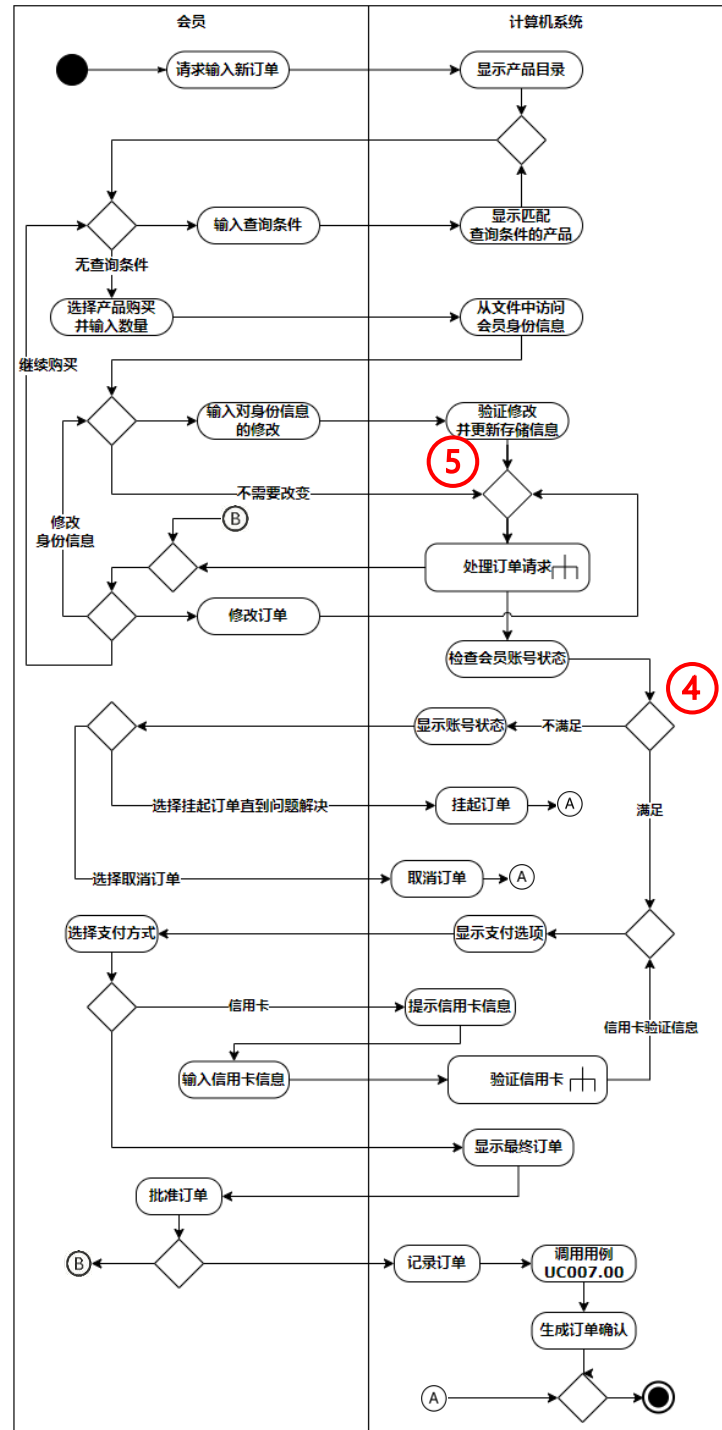 会员
计算机系统
请求输入新订单
显示产品目录
输入查询条件
显示匹配
查询条件的产品
无查询条件
选择产品购买
并输入数量
从文件中访问
会员身份信息
继续购买
输入对身份信息
的修改
验证修改
并更新存储信息
5
不需要改变
修改
身份信息
B
处理订单请求
修改订单
检查会员账号状态
4
显示账号状态
不满足
选择挂起订单直到问题解决
挂起订单
A
满足
选择取消订单
取消订单
A
选择支付方式
显示支付选项
信用卡
提示信用卡信息
信用卡验证信息
输入信用卡信息
验证信用卡
显示最终订单
批准订单
B
记录订单
调用用例
UC007.00
生成订单确认
A